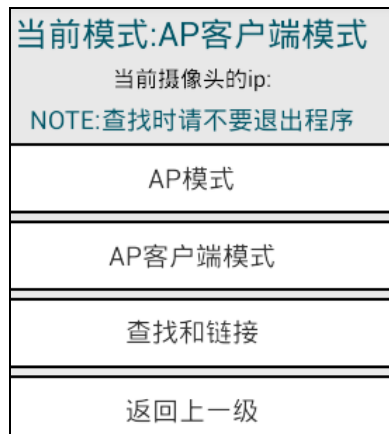 当前模式:AP客户端模式
当前摄像头的ip:
NOTE:查找时请不要退出程序
AP模式
AP客户端模式
查找和链接
返回上一级